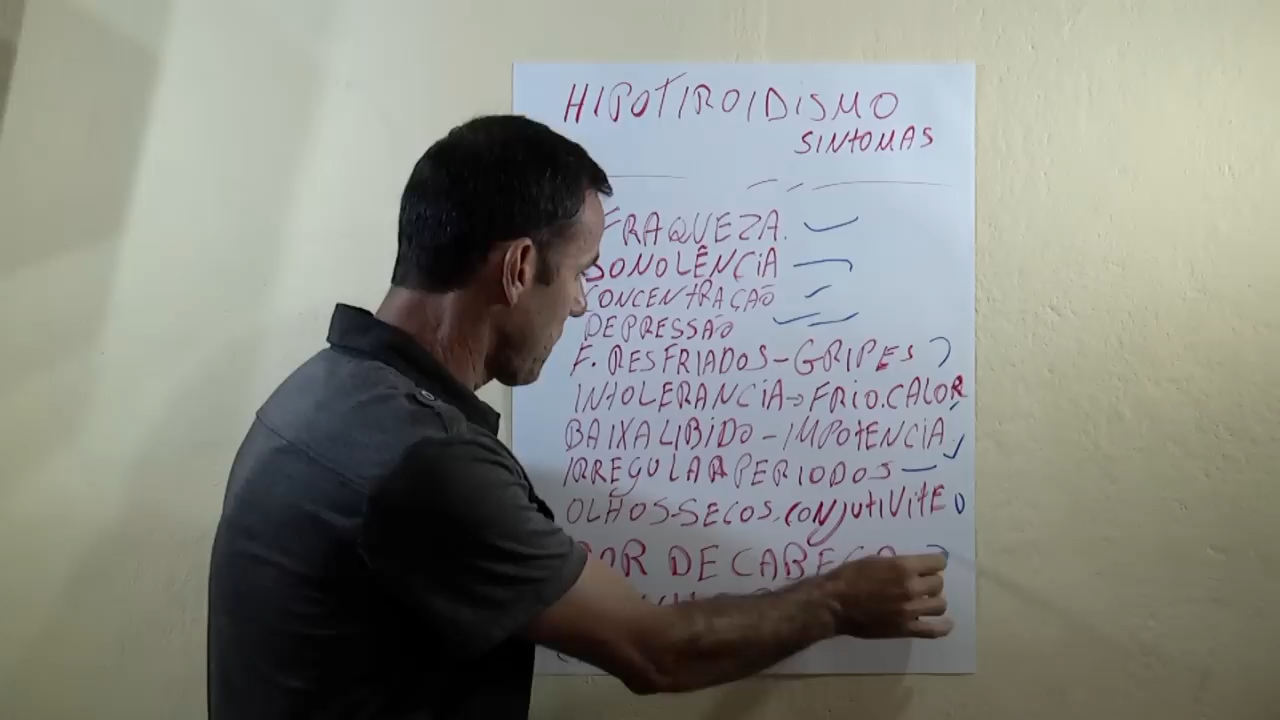 HIPOTIROIDISMO
SINTOMAS
FRAQUEZA.
SONOLÊNCIA
CONCENTRAÇÃO
DEPRESSÃO
F. RESFRIADOS-GRIPES
INTOLERANCIA→FRIO.CALOR
BAIXA LIBIDO-IMPOTENCIA
IRREGULAR PERIODOS
OLHOS-SECOS.CONJUTIVITE
DE